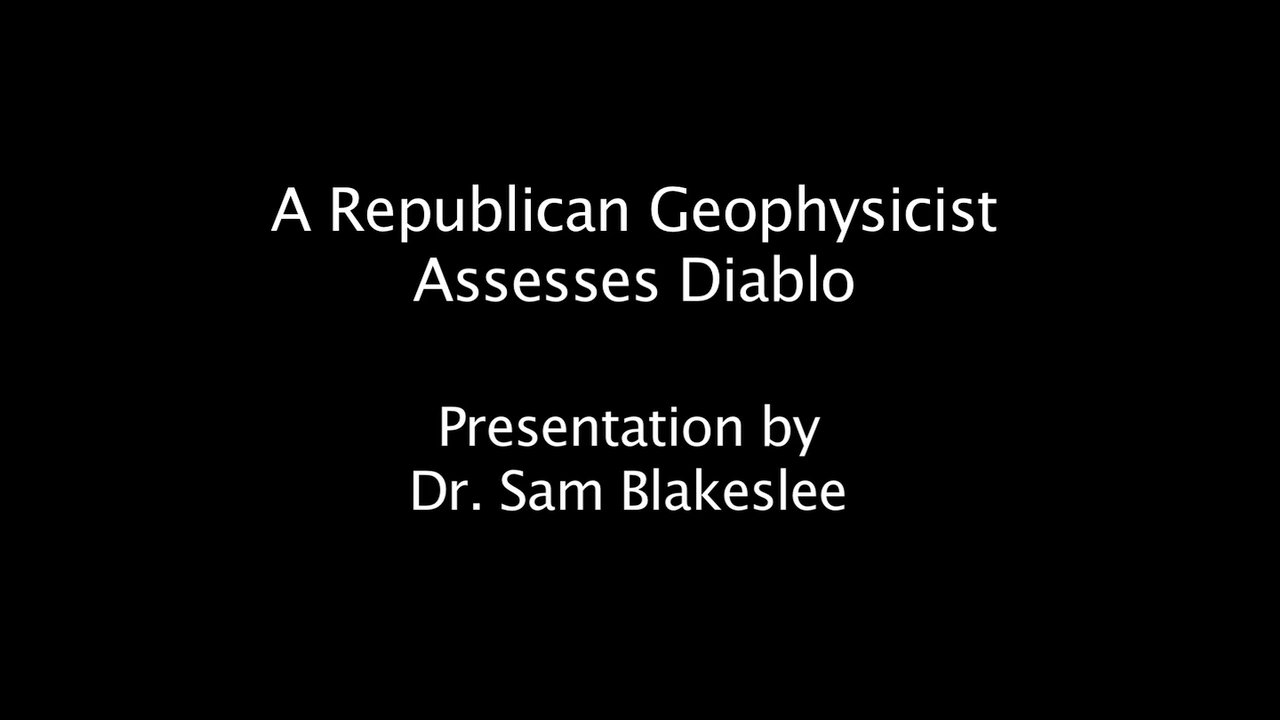 A Republican Geophysicist
Assesses Diablo
Presentation by
Dr. Sam Blakeslee